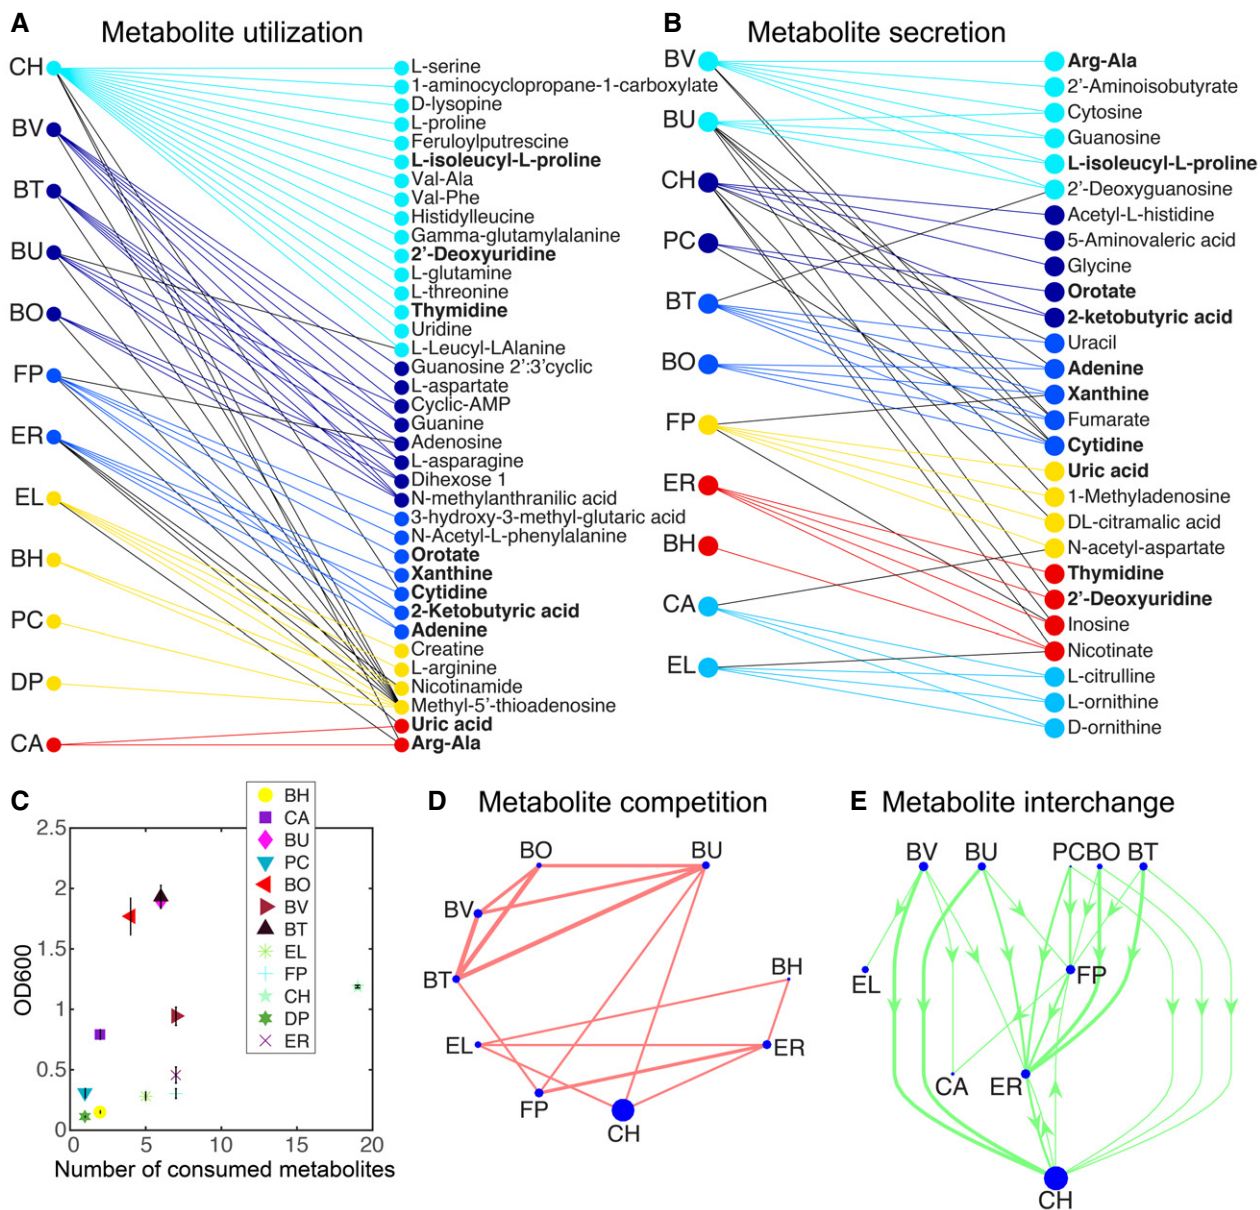 A
Metabolite utilization
CH
BV
BT
BU
BO
FP
ER
EL
BH
PC
DP
CA
L-serine
1-aminocyclopropane-1-carboxylate
D-lysopine
L-proline
Feruloylputrescine
L-isoleucyl-L-proline
Val-Ala
Val-Phe
Histidylleucine
Gamma-glutamylalanine
2'-Deoxyuridine
L-glutamine
L-threonine
Thymidine
Uridine
L-Leucyl-LAlanine
Guanosine 2':3'cyclic
L-aspartate
Cyclic-AMP
Guanine
Adenosine
L-asparagine
Dihexose 1
N-methylanthranilic acid
3-hydroxy-3-methyl-glutaric acid
N-Acetyl-L-phenylalanine
Orotate
Xanthine
Cytidine
2-Ketobutyric acid
Adenine
Creatine
L-arginine
Nicotinamide
Methyl-5'-thioadenosine
Uric acid
Arg-Ala
B
Metabolite secretion
BV
BU
CH
PC
BT
BO
FP
ER
BH
CA
EL
Arg-Ala
2'-Aminoisobutyrate
Cytosine
Guanosine
L-isoleucyl-L-proline
2'-Deoxyguanosine
Acetyl-L-histidine
5-Aminovaleric acid
Glycine
Orotate
2-ketobutyric acid
Uracil
Adenine
Xanthine
Fumarate
Cytidine
Uric acid
1-Methyladenosine
DL-citramalic acid
N-acetyl-aspartate
Thymidine
2'-Deoxyuridine
Inosine
Nicotinate
L-citrulline
L-ornithine
D-ornithine
C
BH
CA
BU
PC
BO
BV
BT
EL
FP
CH
DP
ER
2.5
2
1.5
1
0.5
0
OD600
0 5 10 15 20
Number of consumed metabolites
D
Metabolite competition
BO
BU
BV
BT
BH
EL
ER
FP
CH
E
Metabolite interchange
BV BU PC BO BT
EL
FP
CA
ER
CH